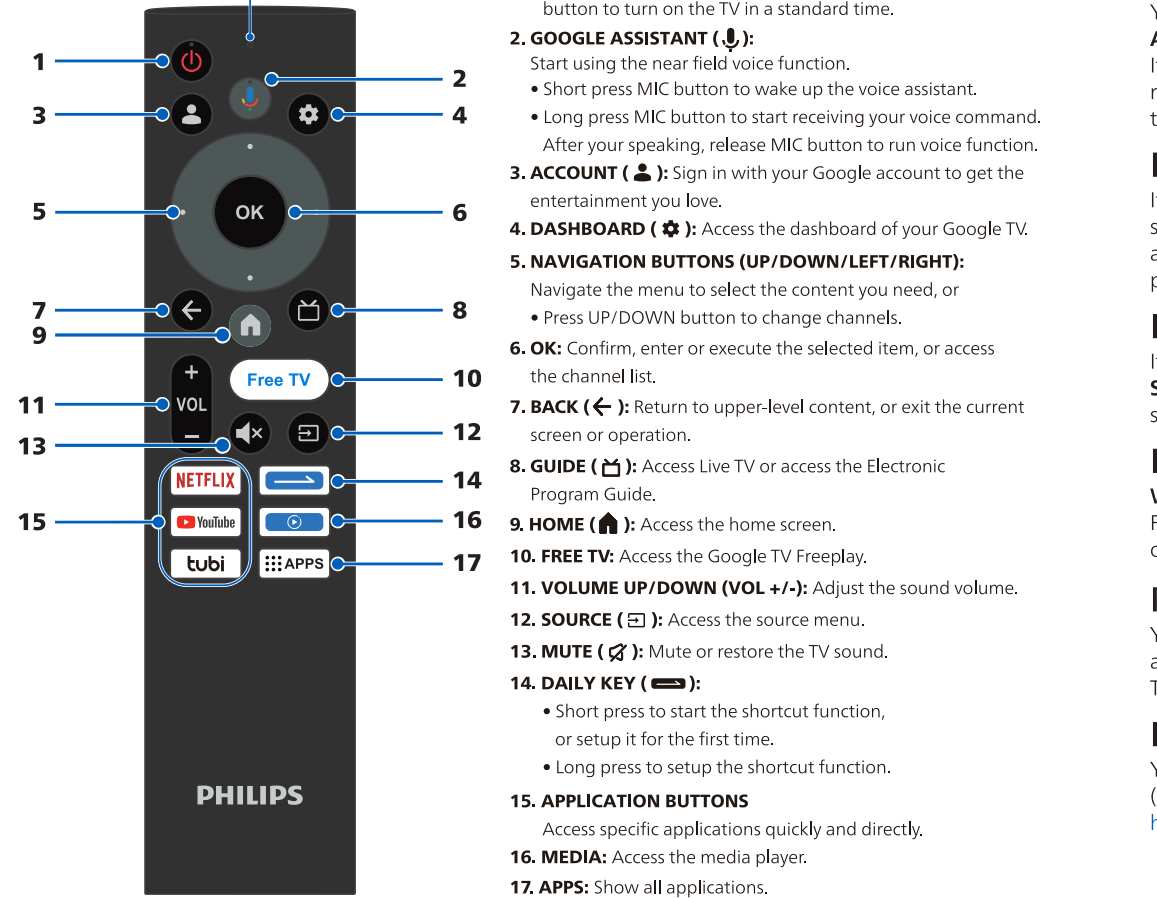 1
2
3
4
5
OK
6
7
8
9
+
VOL
–
Free TV
10
11
12
13
NETFLIX
14
15
YouTube
16
tubi
APPS
17
PHILIPS
button to turn on the TV in a standard time.
2. GOOGLE ASSISTANT ( ):
Start using the near field voice function.
• Short press MIC button to wake up the voice assistant.
• Long press MIC button to start receiving your voice command.
After your speaking, release MIC button to run voice function.
3. ACCOUNT ( ): Sign in with your Google account to get the
entertainment you love.
4. DASHBOARD ( ): Access the dashboard of your Google TV.
5. NAVIGATION BUTTONS (UP/DOWN/LEFT/RIGHT):
Navigate the menu to select the content you need, or
• Press UP/DOWN button to change channels.
6. OK: Confirm, enter or execute the selected item, or access
the channel list.
7. BACK ( ): Return to upper-level content, or exit the current
screen or operation.
8. GUIDE ( ): Access Live TV or access the Electronic
Program Guide.
9. HOME ( ): Access the home screen.
10. FREE TV: Access the Google TV Freeplay.
11. VOLUME UP/DOWN (VOL +/-): Adjust the sound volume.
12. SOURCE ( ): Access the source menu.
13. MUTE ( ): Mute or restore the TV sound.
14. DAILY KEY ( ):
• Short press to start the shortcut function,
or setup it for the first time.
• Long press to setup the shortcut function.
15. APPLICATION BUTTONS
Access specific applications quickly and directly.
16. MEDIA: Access the media player.
17. APPS: Show all applications.